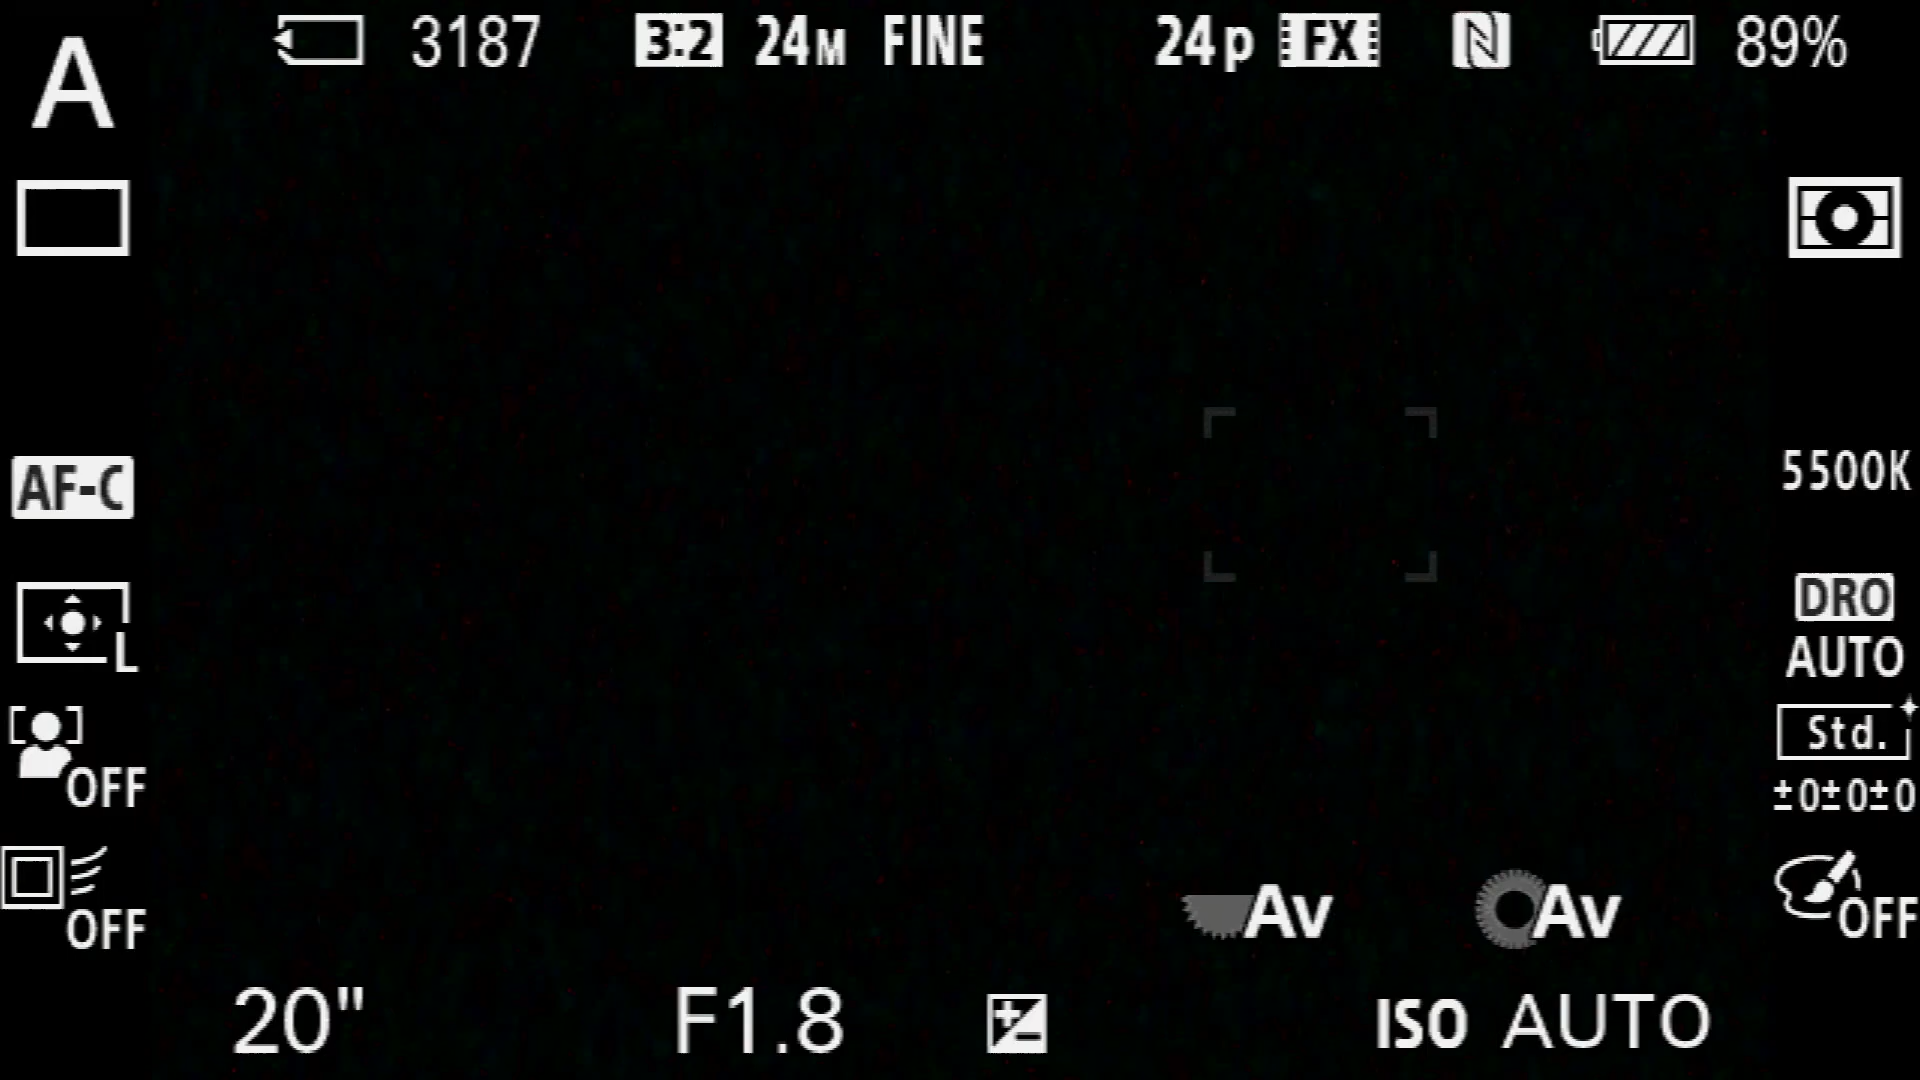 A
3187
3:2
24M
FINE
24p
FX
N
89%
AF-C
L
OFF
OFF
5500K
DRO
AUTO
Std.
±0±0±0
OFF
Av
Av
20"
F1.8
ISO AUTO